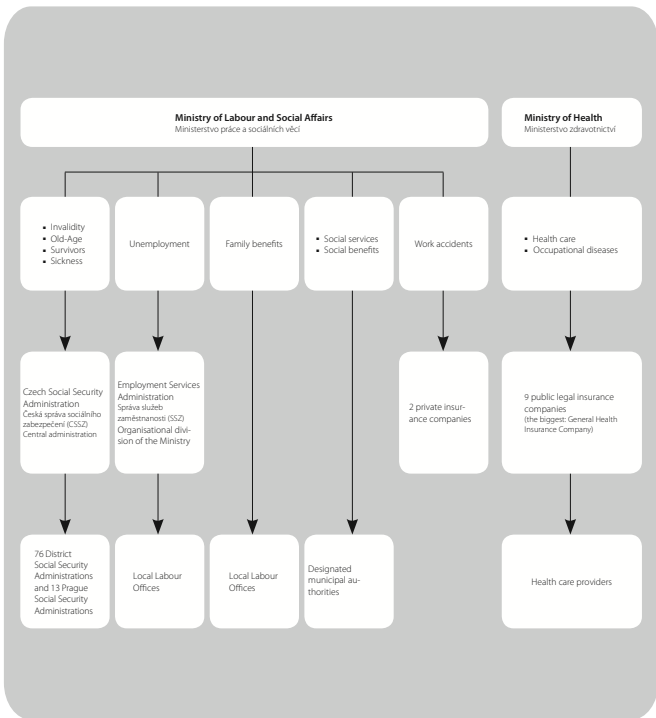 Ministry of Labour and Social Affairs
Ministerstvo práce a sociálních věcí
Ministry of Health
Ministerstvo zdravotnictví
▪ Invalidity
▪ Old-Age
▪ Survivors
▪ Sickness
Unemployment
Family benefits
▪ Social services
▪ Social benefits
Work accidents
▪ Health care
▪ Occupational diseases
Czech Social Security
Administration
Česká správa sociálního
zabezpečení (CSSZ)
Central administration
Employment Services
Administration
Správa služeb
zaměstnanosti (SSZ)
Organisational divi-
sion of the Ministry
2 private insur-
ance companies
9 public legal insurance
companies
(the biggest: General Health
Insurance Company)
76 District
Social Security
Administrations
and 13 Prague
Social Security
Administrations
Local Labour
Offices
Local Labour
Offices
Designated
municipal au-
thorities
Health care providers